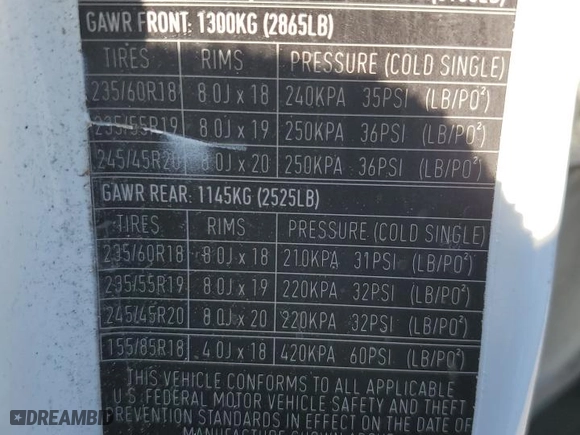 GAWR FRONT: 1300KG (2865LB)
TIRES RIMS PRESSURE (COLD SINGLE)
235/60R18 8.0J x 18 240KPA 35PSI (LB/PO²)
235/55R19 8.0J x 19 250KPA 36PSI (LB/PO²)
245/45R20 8.0J x 20 250KPA 36PSI (LB/PO²)
GAWR REAR: 1145KG (2525LB)
TIRES RIMS PRESSURE (COLD SINGLE)
235/60R18 8.0J x 18 210KPA 31PSI (LB/PO²)
235/55R19 8.0J x 19 220KPA 32PSI (LB/PO²)
245/45R20 8.0J x 20 220KPA 32PSI (LB/PO²)
155/85R18 4.0J x 18 420KPA 60PSI (LB/PO²)
THIS VEHICLE CONFORMS TO ALL APPLICABLE
U.S. FEDERAL MOTOR VEHICLE SAFETY AND THEFT
PREVENTION STANDARDS IN EFFECT ON THE DATE OF
DREAMBID